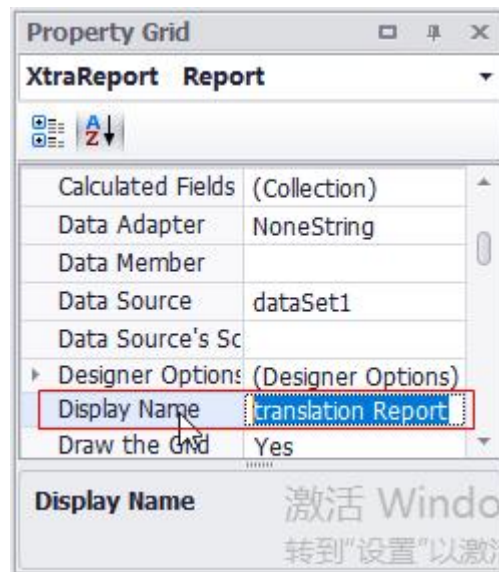 Property Grid
XtraReport Report
A
Z
Calculated Fields (Collection)
Data Adapter NoneString
Data Member
Data Source dataSet1
Data Source's Sc
Designer Options (Designer Options)
Display Name translation Report
Draw the Grid Yes
Display Name
激活 Windo
转到"设置"以激